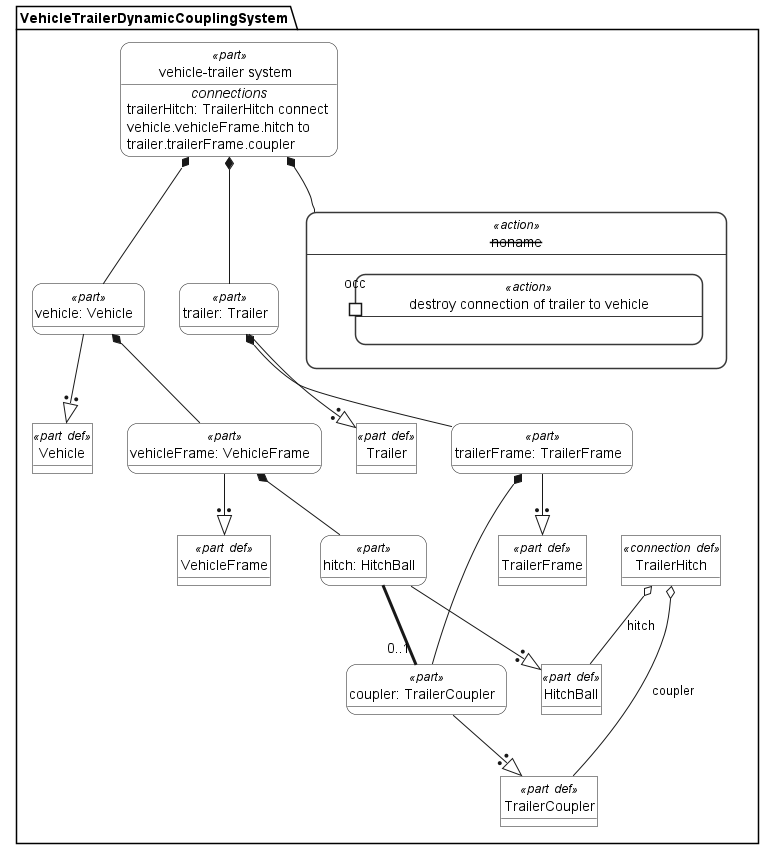 VehicleTrailerDynamicCouplingSystem
«part»
vehicle-trailer system
connections
trailerHitch: TrailerHitch connect
vehicle.vehicleFrame.hitch to
trailer.trailerFrame.coupler
«action»
noname
occ
«action»
destroy connection of trailer to vehicle
«part»
vehicle: Vehicle
«part»
trailer: Trailer
«part def»
Vehicle
«part»
vehicleFrame: VehicleFrame
«part def»
Trailer
«part»
trailerFrame: TrailerFrame
«part def»
VehicleFrame
«part»
hitch: HitchBall
«part def»
TrailerFrame
«connection def»
TrailerHitch
hitch
0..1
«part»
coupler: TrailerCoupler
«part def»
HitchBall
coupler
«part def»
TrailerCoupler